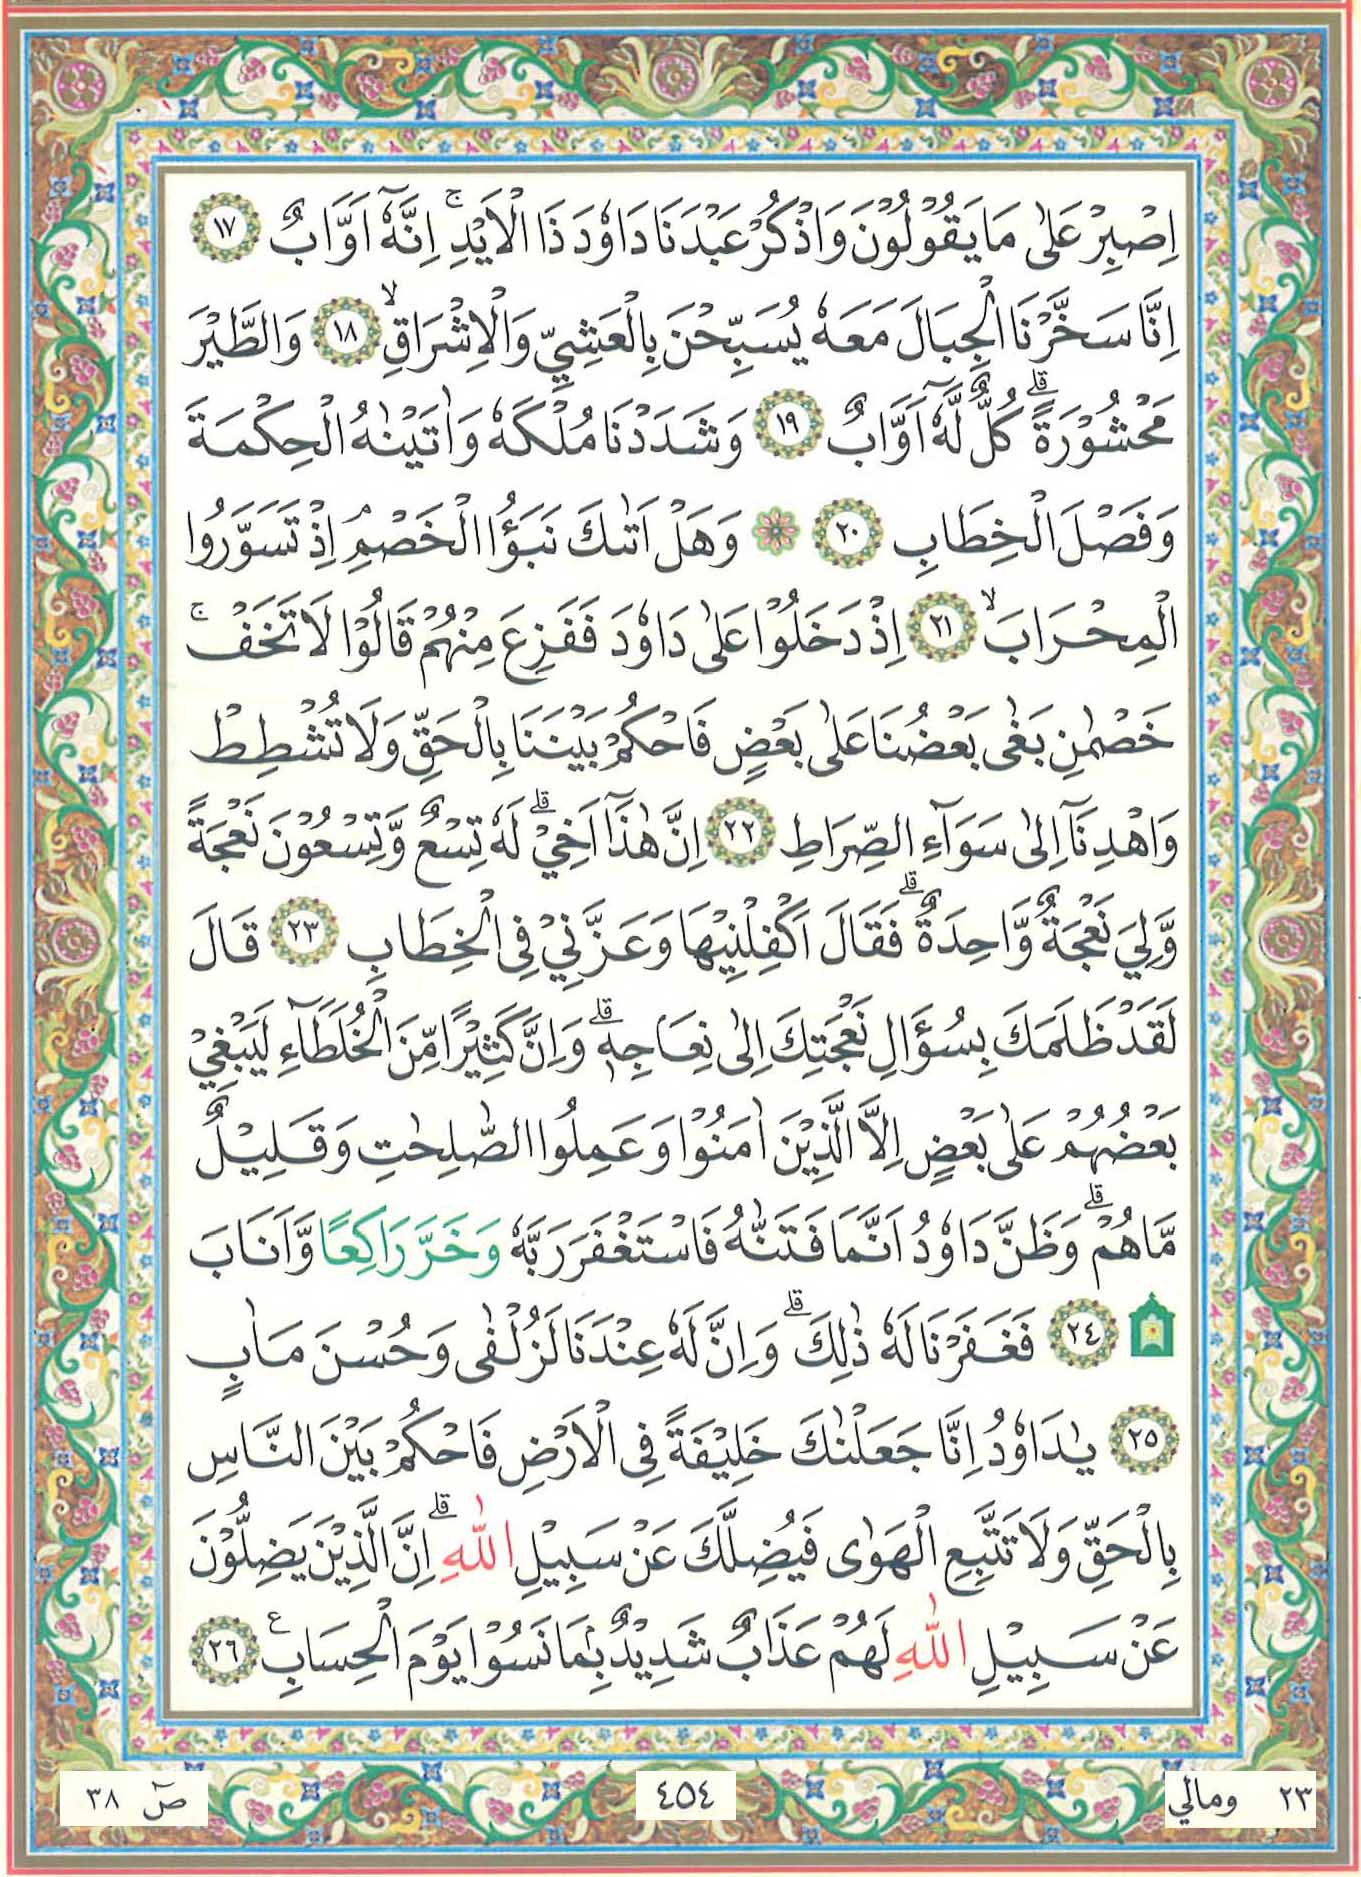 اِصْبِرْ عَلٰى مَا يَقُوْلُوْنَ وَاذْكُرْ عَبْدَنَا دَاوٗدَ ذَا الْاَيْدِ ۚ اِنَّهٗٓ اَوَّابٌ ١٧
اِنَّا سَخَّرْنَا الْجِبَالَ مَعَهٗ يُسَبِّحْنَ بِالْعَشِيِّ وَالْاِشْرَاقِ ۙ ١٨ وَالطَّيْرَ
مَحْشُوْرَةً ۗ كُلٌّ لَّهٗٓ اَوَّابٌ ١٩ وَشَدَدْنَا مُلْكَهٗ وَاٰتَيْنٰهُ الْحِكْمَةَ
وَفَصْلَ الْخِطَابِ ٢٠ وَهَلْ اَتٰىكَ نَبَؤُا الْخَصْمِۘ اِذْ تَسَوَّرُوا
الْمِحْرَابَ ۙ ٢١ اِذْ دَخَلُوْا عَلٰى دَاوٗدَ فَفَزِعَ مِنْهُمْ قَالُوْا لَا تَخَفْۚ
خَصْمٰنِ بَغٰى بَعْضُنَا عَلٰى بَعْضٍ فَاحْكُمْ بَيْنَنَا بِالْحَقِّ وَلَا تُشْطِطْ
وَاهْدِنَآ اِلٰى سَوَاۤءِ الصِّرَاطِ ٢٢ اِنَّ هٰذَآ اَخِيْ ۗ لَهٗ تِسْعٌ وَّتِسْعُوْنَ نَعْجَةً
وَّلِيَ نَعْجَةٌ وَّاحِدَةٌ ۗ فَقَالَ اَكْفِلْنِيْهَا وَعَزَّنِيْ فِى الْخِطَابِ ٢٣ قَالَ
لَقَدْ ظَلَمَكَ بِسُؤَالِ نَعْجَتِكَ اِلٰى نِعَاجِهٖ ۗ وَاِنَّ كَثِيْرًا مِّنَ الْخُلَطَاۤءِ لَيَبْغِيْ
بَعْضُهُمْ عَلٰى بَعْضٍ اِلَّا الَّذِيْنَ اٰمَنُوْا وَعَمِلُوا الصّٰلِحٰتِ وَقَلِيْلٌ
مَّا هُمْ ۗ وَظَنَّ دَاوٗدُ اَنَّمَا فَتَنّٰهُ فَاسْتَغْفَرَ رَبَّهٗ وَخَرَّ رَاكِعًا وَّاَنَابَ
۩ ٢٤ فَغَفَرْنَا لَهٗ ذٰلِكَ ۗ وَاِنَّ لَهٗ عِنْدَنَا لَزُلْفٰى وَحُسْنَ مَاٰبٍ
٢٥ يٰدَاوٗدُ اِنَّا جَعَلْنٰكَ خَلِيْفَةً فِى الْاَرْضِ فَاحْكُمْ بَيْنَ النَّاسِ
بِالْحَقِّ وَلَا تَتَّبِعِ الْهَوٰى فَيُضِلَّكَ عَنْ سَبِيْلِ اللّٰهِ ۗ اِنَّ الَّذِيْنَ يَضِلُّوْنَ
عَنْ سَبِيْلِ اللّٰهِ لَهُمْ عَذَابٌ شَدِيْدٌۢ بِمَا نَسُوْا يَوْمَ الْحِسَابِ ࣖ ٢٦
٢٣ ومالي ٤٥٤ صۤ ٣٨